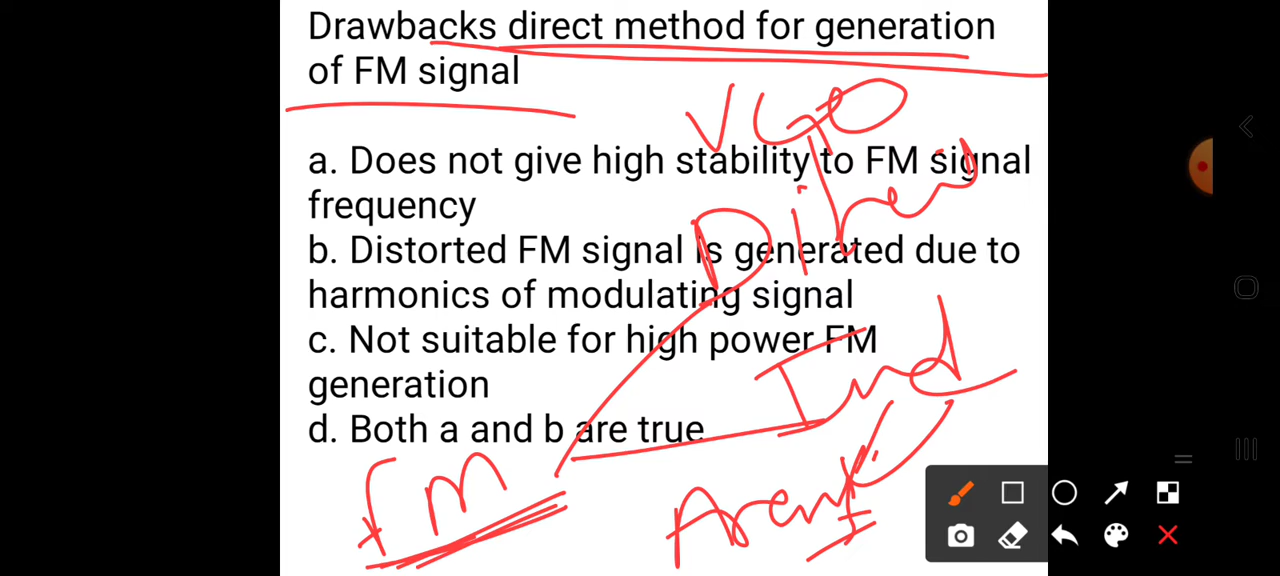 Drawbacks direct method for generation
of FM signal
VCO
a. Does not give high stability to FM signal
frequency
Direct
b. Distorted FM signal is generated due to
harmonics of modulating signal
c. Not suitable for high power FM
generation
Ind
d. Both a and b are true
FM